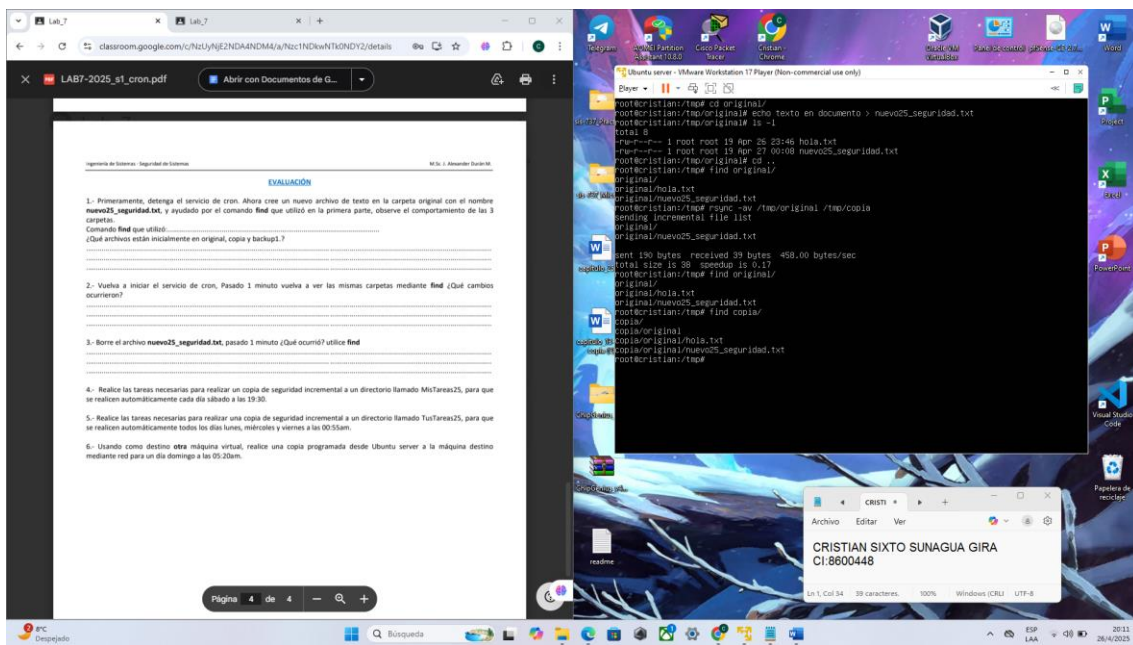 Lab_7
Lab_7
classroom.google.com/c/NzUyNjE2NDA4NDM4/a/Nzc1NDkwNTk0NDY2/details
LAB7-2025_s1_cron.pdf
Abrir con Documentos de G...
Ingeniería de Sistemas - Seguridad de Sistemas
M.Sc. J. Alexander Durán M.
EVALUACIÓN
1.- Primeramente, detenga el servicio de cron. Ahora cree un nuevo archivo de texto en la carpeta original con el nombre
nuevo25_seguridad.txt, y ayudado por el comando find que utilizó en la primera parte, observe el comportamiento de las 3
carpetas.
Comando find que utilizó:
¿Qué archivos están inicialmente en original, copia y backup1.?
2.- Vuelva a iniciar el servicio de cron, Pasado 1 minuto vuelva a ver las mismas carpetas mediante find ¿Qué cambios
ocurrieron?
3.- Borre el archivo nuevo25_seguridad.txt, pasado 1 minuto ¿Qué ocurrió? utilice find
4.- Realice las tareas necesarias para realizar un copia de seguridad incremental a un directorio llamado MisTareas25, para que
se realicen automáticamente cada día sábado a las 19:30.
5.- Realice las tareas necesarias para realizar una copia de seguridad incremental a un directorio llamado TusTareas25, para que
se realicen automáticamente todos los días lunes, miércoles y viernes a las 00:55am.
6.- Usando como destino otra máquina virtual, realice una copia programada desde Ubuntu server a la máquina destino
mediante red para un día domingo a las 05:20am.
Página 4 de 4
Telegram
AOMEI Partition
Assistant 10.8.0
Cisco Packet
Tracer
Cristian -
Chrome
Oracle VM
VirtualBox
Panel de control
Word
Ubuntu server - VMware Workstation 17 Player (Non-commercial use only)
Player
root@cristian:/tmp# cd original/
root@cristian:/tmp/original# echo texto en documento > nuevo25_seguridad.txt
root@cristian:/tmp/original# ls -l
total 8
-rw-r--r-- 1 root root 19 Apr 26 23:46 hola.txt
-rw-r--r-- 1 root root 19 Apr 27 00:08 nuevo25_seguridad.txt
root@cristian:/tmp/original# cd ..
root@cristian:/tmp# find original/
original/
original/hola.txt
original/nuevo25_seguridad.txt
root@cristian:/tmp# rsync -av /tmp/original /tmp/copia
sending incremental file list
original/
original/nuevo25_seguridad.txt
sent 190 bytes received 39 bytes 458.00 bytes/sec
total size is 38 speedup is 0.17
root@cristian:/tmp# find original/
original/
original/hola.txt
original/nuevo25_seguridad.txt
root@cristian:/tmp# find copia/
copia/
copia/original
copia/original/hola.txt
copia/original/nuevo25_seguridad.txt
root@cristian:/tmp#
Project
Excel
PowerPoint
Visual Studio
Code
Papelera de
reciclaje
readme
CRISTI
Archivo Editar Ver
CRISTIAN SIXTO SUNAGUA GIRA
CI:8600448
Ln 1, Col 34 39 caracteres. 100% Windows (CRLI UTF-8
8°C
Despejado
Búsqueda
ESP
LAA
20:11
26/4/2025